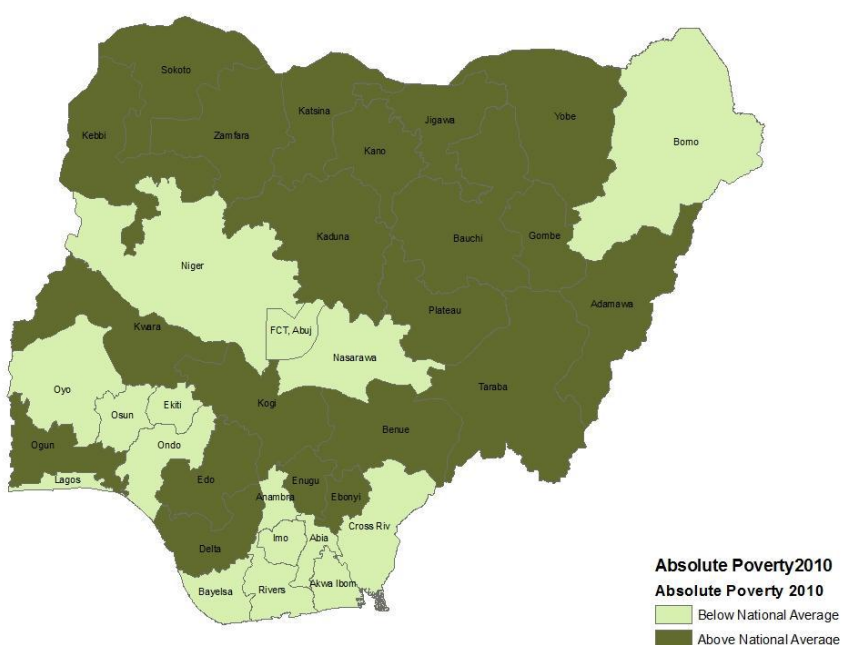 Sokoto
Katsina
Jigawa
Yobe
Borno
Kebbi
Zamfara
Kano
Kaduna
Bauchi
Gombe
Niger
Adamawa
Plateau
Kwara
FCT, Abuj
Nasarawa
Taraba
Oyo
Kogi
Ekiti
Osun
Benue
Ogun
Ondo
Lagos
Edo
Enugu
Anambra
Ebonyi
Cross Riv
Imo
Abia
Delta
Bayelsa
Rivers
Akwa Ibom
Absolute Poverty2010
Absolute Poverty 2010
Below National Average
Above National Average